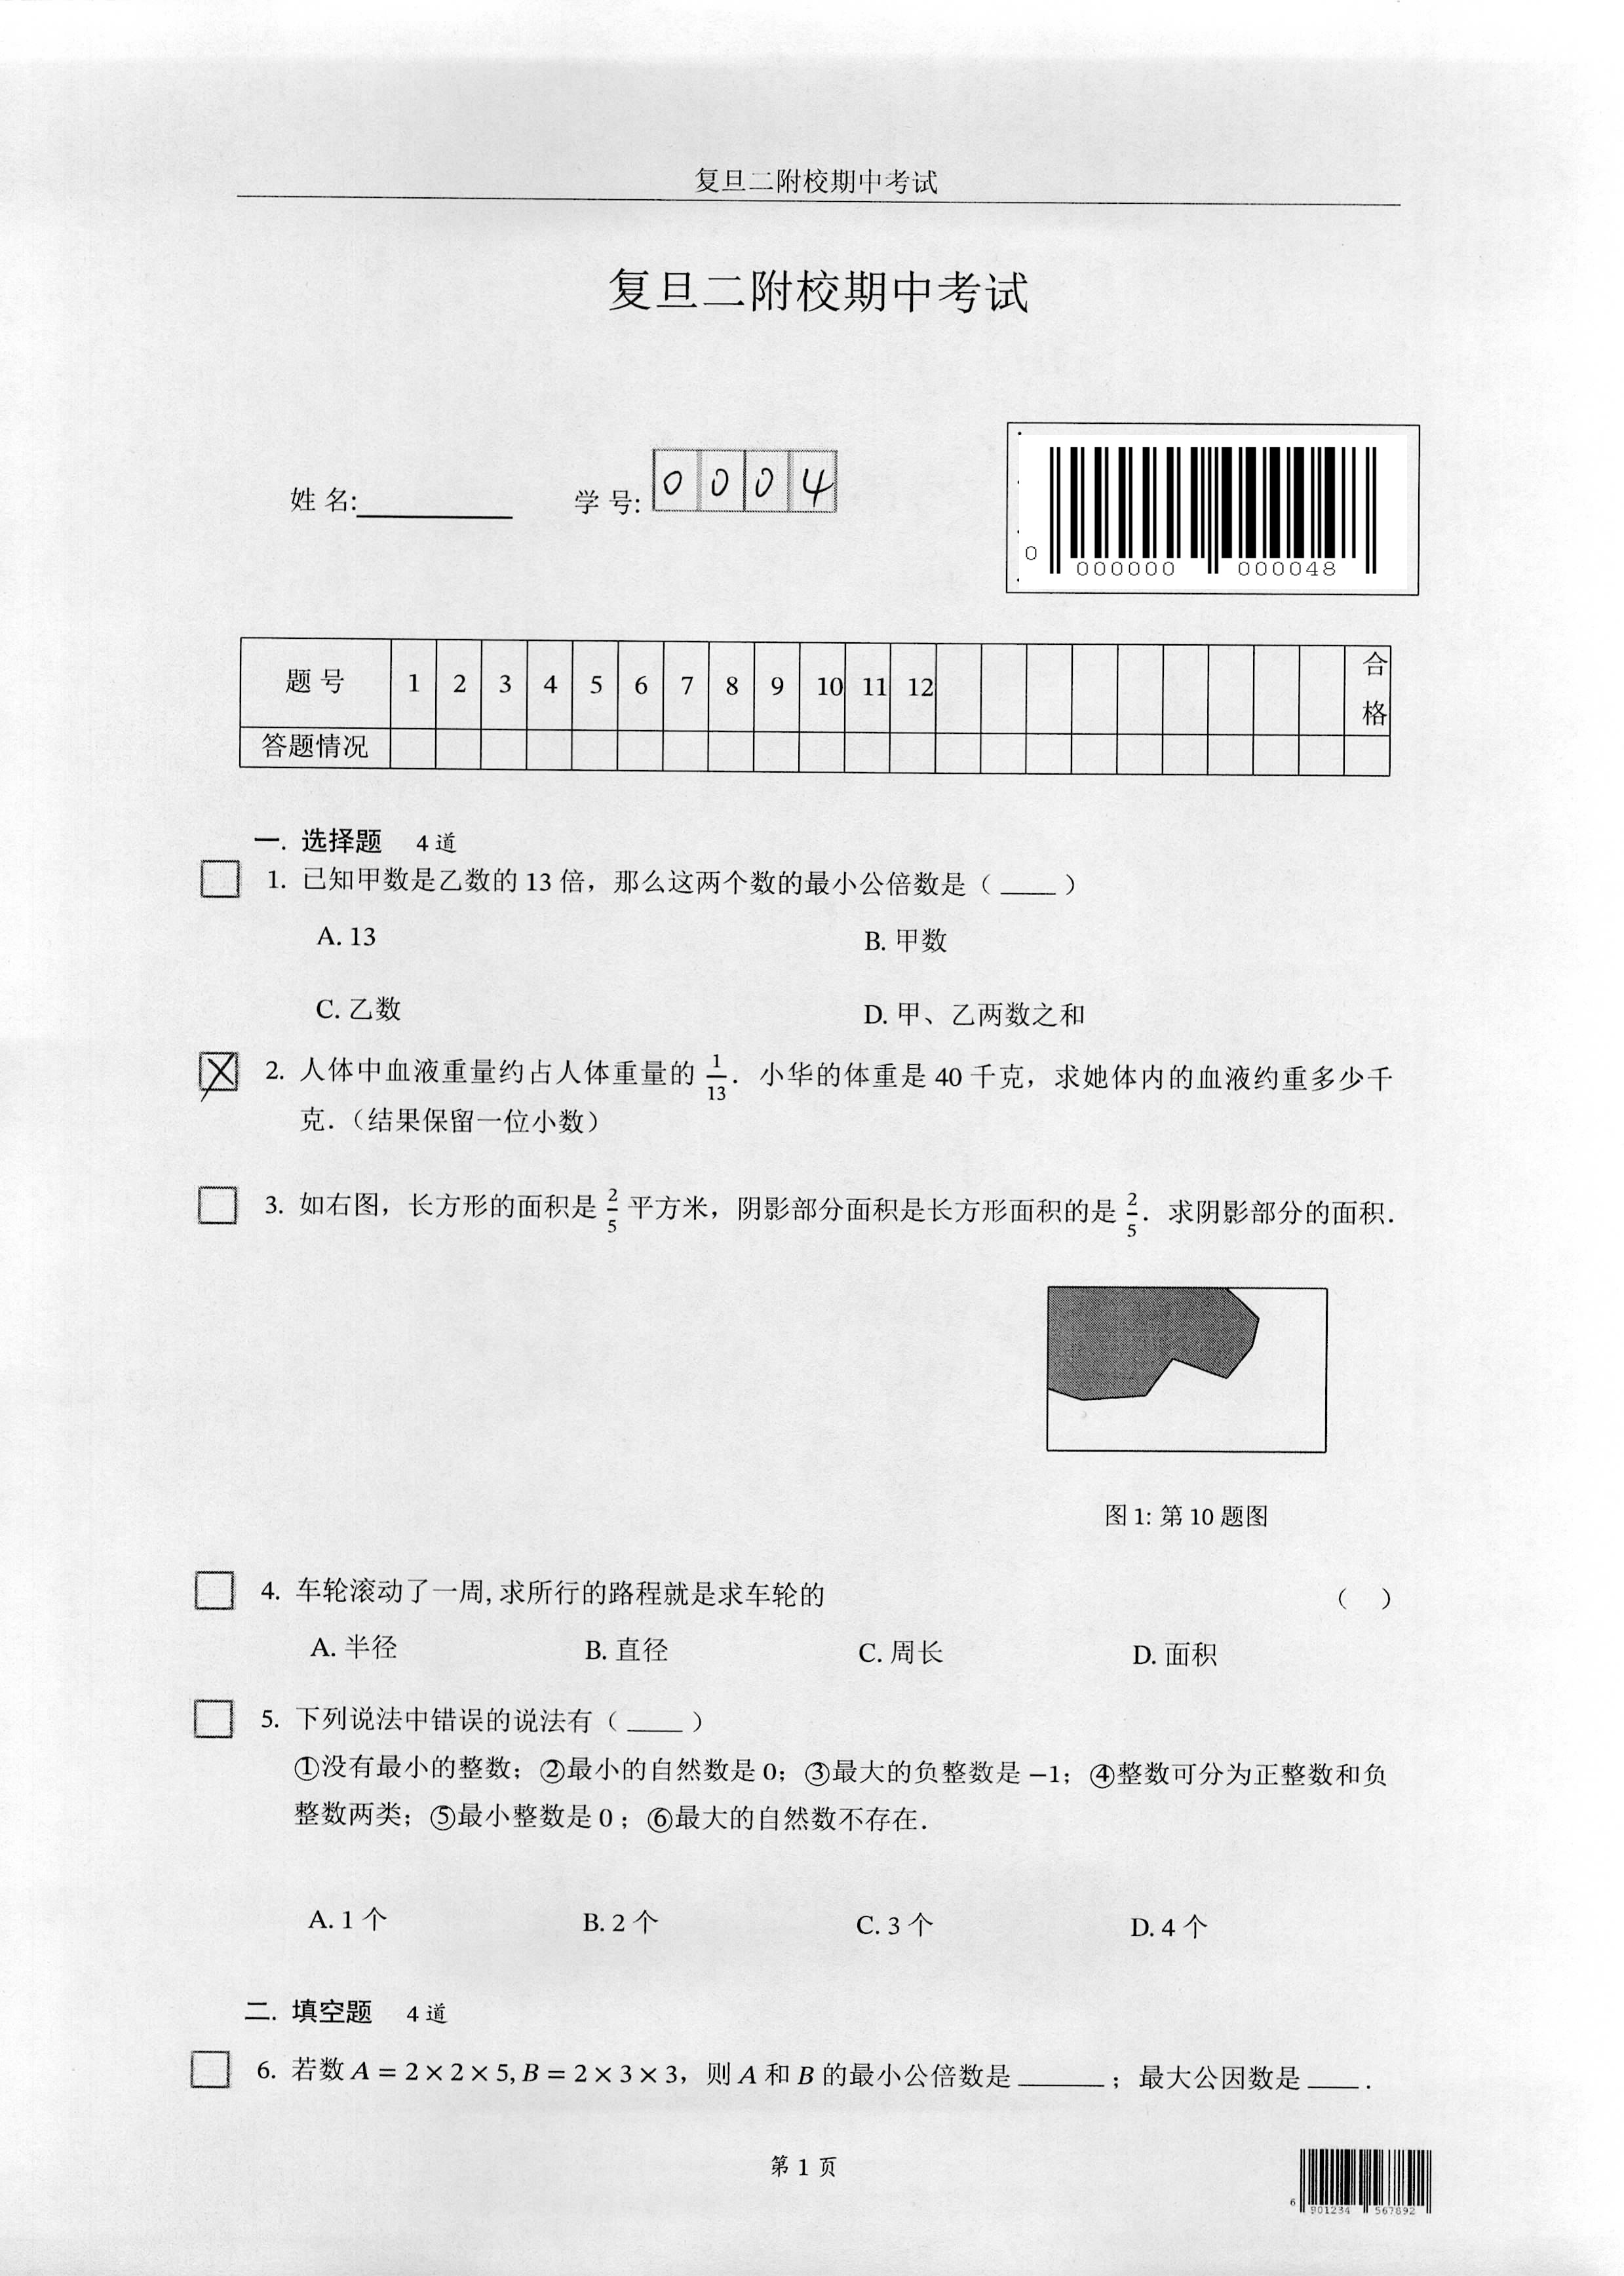 复旦二附校期中考试
复旦二附校期中考试
姓 名: 学 号: 0 0 0 4
0 000000 000048
题 号 1 2 3 4 5 6 7 8 9 10 11 12 合格
答题情况
一. 选择题 4 道
1. 已知甲数是乙数的 13 倍，那么这两个数的最小公倍数是（ ____ ）
A. 13 B. 甲数
C. 乙数 D. 甲、乙两数之和
2. 人体中血液重量约占人体重量的 1/13． 小华的体重是 40 千克，求她体内的血液约重多少千
克．（结果保留一位小数）
3. 如右图，长方形的面积是 2/5 平方米，阴影部分面积是长方形面积的是 2/5． 求阴影部分的面积．
图 1: 第 10 题图
4. 车轮滚动了一周, 求所行的路程就是求车轮的 （ ）
A. 半径 B. 直径 C. 周长 D. 面积
5. 下列说法中错误的说法有（ ____ ）
①没有最小的整数；②最小的自然数是 0；③最大的负整数是 −1；④整数可分为正整数和负
整数两类；⑤最小整数是 0 ；⑥最大的自然数不存在．
A. 1 个 B. 2 个 C. 3 个 D. 4 个
二. 填空题 4 道
6. 若数 A = 2 × 2 × 5, B = 2 × 3 × 3，则 A 和 B 的最小公倍数是 ______ ；最大公因数是 ____ ．
第 1 页
6 901234 567892